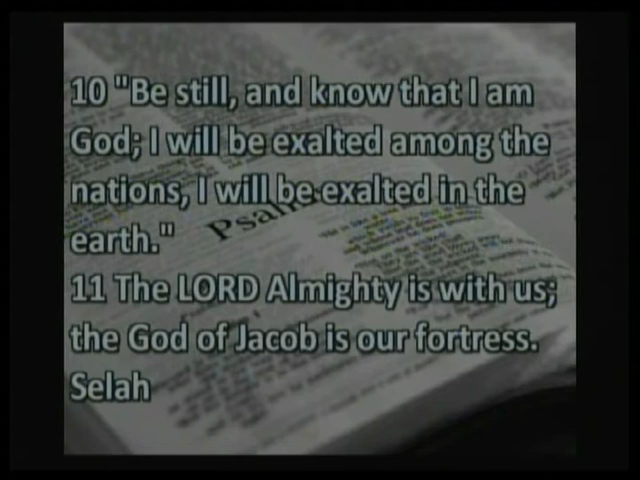 10 "Be still, and know that I am
God; I will be exalted among the
nations, I will be exalted in the
earth."
11 The LORD Almighty is with us;
the God of Jacob is our fortress.
Selah